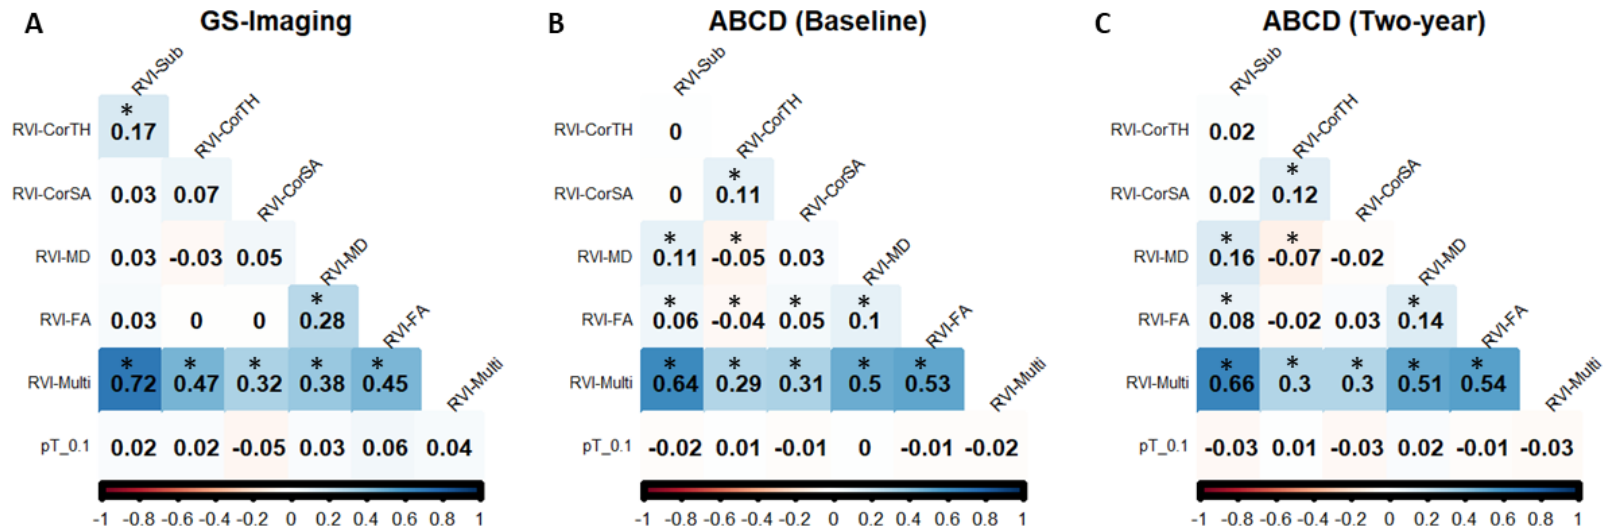 A GS-Imaging
RVI-Sub
RVI-CorTH * 0.17 RVI-CorTH
RVI-CorSA 0.03 0.07 RVI-CorSA
RVI-MD 0.03 -0.03 0.05 RVI-MD
RVI-FA 0.03 0 0 * 0.28 RVI-FA
RVI-Multi * 0.72 * 0.47 * 0.32 * 0.38 * 0.45 RVI-Multi
pT_0.1 0.02 0.02 -0.05 0.03 0.06 0.04
-1 -0.8 -0.6 -0.4 -0.2 0 0.2 0.4 0.6 0.8 1
B ABCD (Baseline)
RVI-Sub
RVI-CorTH 0 RVI-CorTH
RVI-CorSA 0 * 0.11 RVI-CorSA
RVI-MD * 0.11 * -0.05 0.03 RVI-MD
RVI-FA * 0.06 * -0.04 * 0.05 * 0.1 RVI-FA
RVI-Multi * 0.64 * 0.29 * 0.31 * 0.5 * 0.53 RVI-Multi
pT_0.1 -0.02 0.01 -0.01 0 -0.01 -0.02
-1 -0.8 -0.6 -0.4 -0.2 0 0.2 0.4 0.6 0.8 1
C ABCD (Two-year)
RVI-Sub
RVI-CorTH 0.02 RVI-CorTH
RVI-CorSA 0.02 * 0.12 RVI-CorSA
RVI-MD * 0.16 * -0.07 -0.02 RVI-MD
RVI-FA * 0.08 -0.02 0.03 * 0.14 RVI-FA
RVI-Multi * 0.66 * 0.3 * 0.3 * 0.51 * 0.54 RVI-Multi
pT_0.1 -0.03 0.01 -0.03 0.02 -0.01 -0.03
-1 -0.8 -0.6 -0.4 -0.2 0 0.2 0.4 0.6 0.8 1